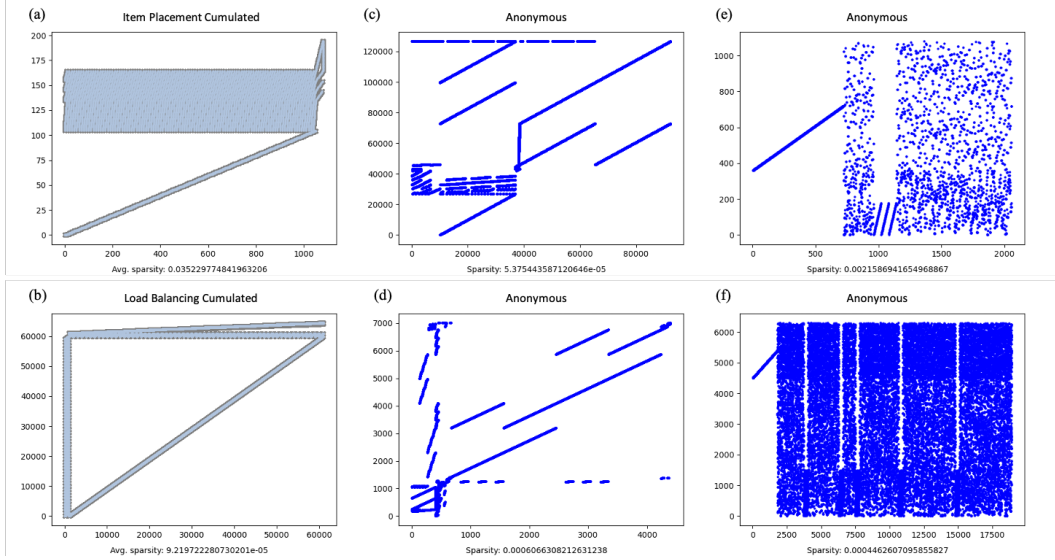 (a)
Item Placement Cumulated
200
175
150
125
100
75
50
25
0
0 200 400 600 800 1000
Avg. sparsity: 0.035229774841963206
(c)
Anonymous
120000
100000
80000
60000
40000
20000
0
0 20000 40000 60000 80000
Sparsity: 5.375443587120646e-05
(e)
Anonymous
1000
800
600
400
200
0
0 500 1000 1500 2000
Sparsity: 0.0021586941654968867
(b)
Load Balancing Cumulated
60000
50000
40000
30000
20000
10000
0
0 10000 20000 30000 40000 50000 60000
Avg. sparsity: 9.219722280730201e-05
(d)
Anonymous
7000
6000
5000
4000
3000
2000
1000
0
0 1000 2000 3000 4000
Sparsity: 0.0006066308212631238
(f)
Anonymous
6000
5000
4000
3000
2000
1000
0
0 2500 5000 7500 10000 12500 15000 17500
Sparsity: 0.0004462607095855827